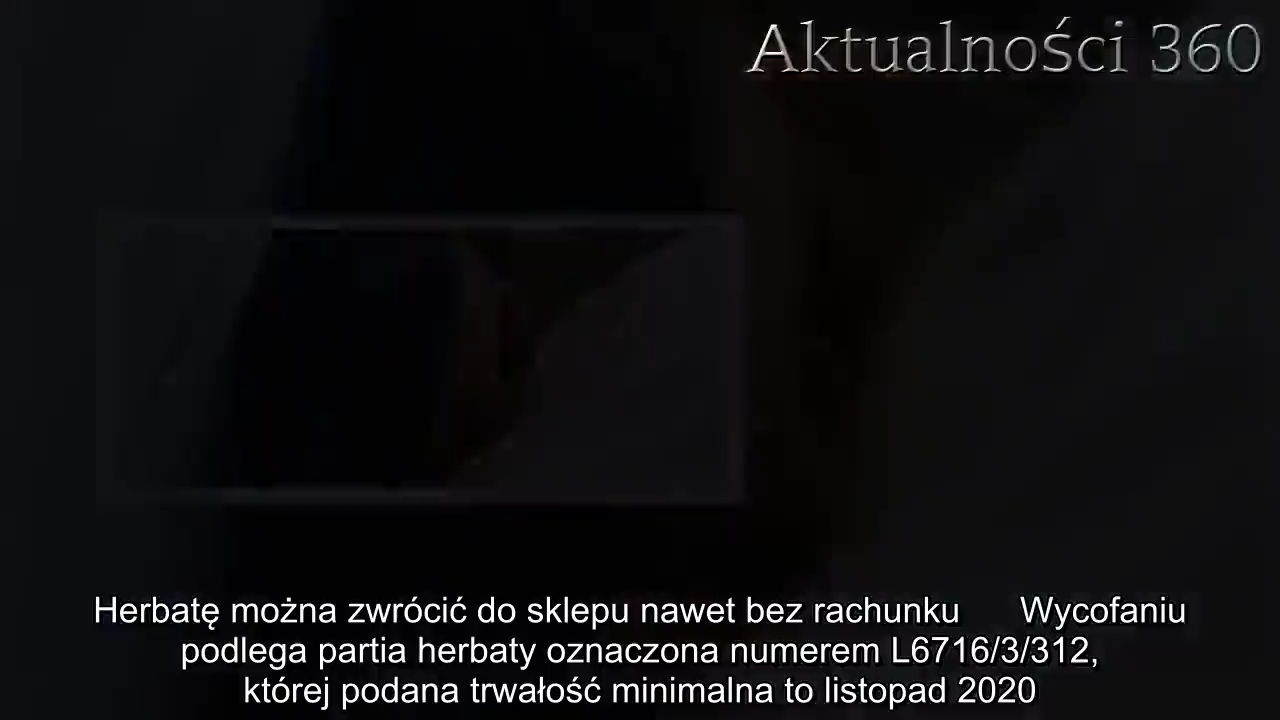 Aktualności 360
Herbatę można zwrócić do sklepu nawet bez rachunku Wycofaniu
podlega partia herbaty oznaczona numerem L6716/3/312,
której podana trwałość minimalna to listopad 2020